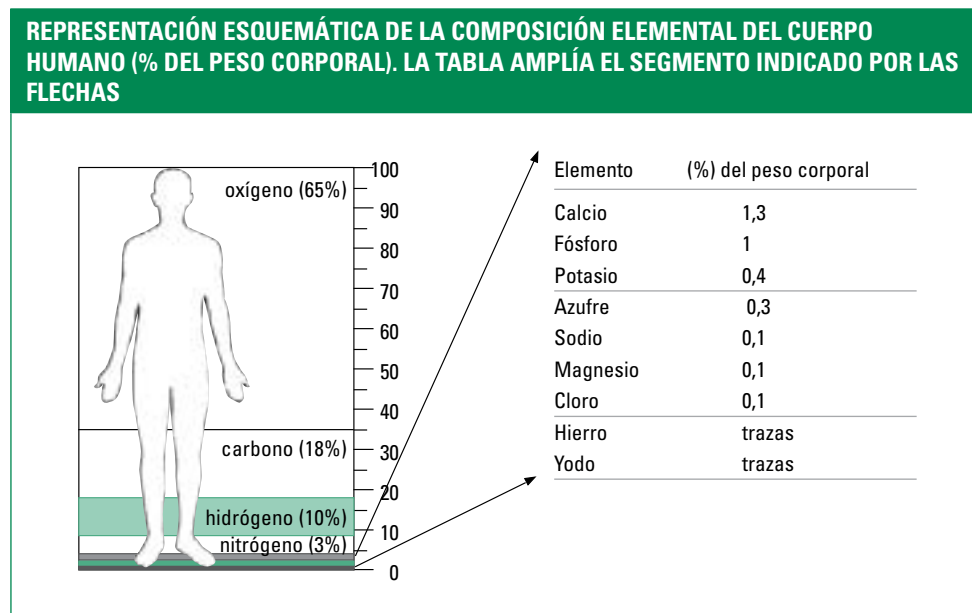 REPRESENTACIÓN ESQUEMÁTICA DE LA COMPOSICIÓN ELEMENTAL DEL CUERPO
HUMANO (% DEL PESO CORPORAL). LA TABLA AMPLÍA EL SEGMENTO INDICADO POR LAS
FLECHAS
oxígeno (65%)
carbono (18%)
hidrógeno (10%)
nitrógeno (3%)
100
90
80
70
60
50
40
30
20
10
0
Elemento (%) del peso corporal
Calcio 1,3
Fósforo 1
Potasio 0,4
Azufre 0,3
Sodio 0,1
Magnesio 0,1
Cloro 0,1
Hierro trazas
Yodo trazas